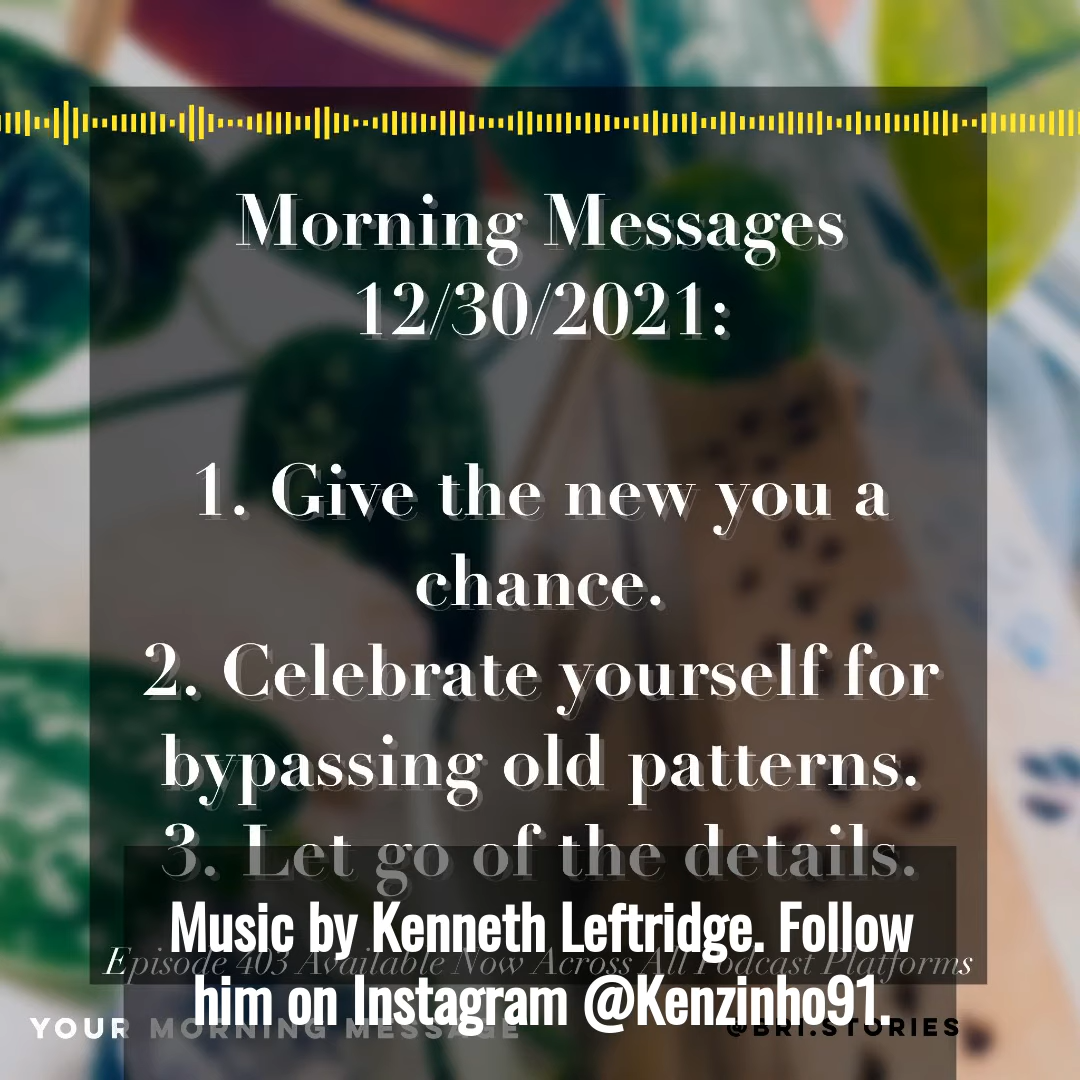 Morning Messages
12/30/2021:
1. Give the new you a
chance.
2. Celebrate yourself for
bypassing old patterns.
3. Let go of the details.
Music by Kenneth Leftridge. Follow
Episode 403 Available Now Across All Podcast Platforms
him on Instagram @Kenzinho91.
YOUR MORNING MESSAGE
@BRI.STORIES